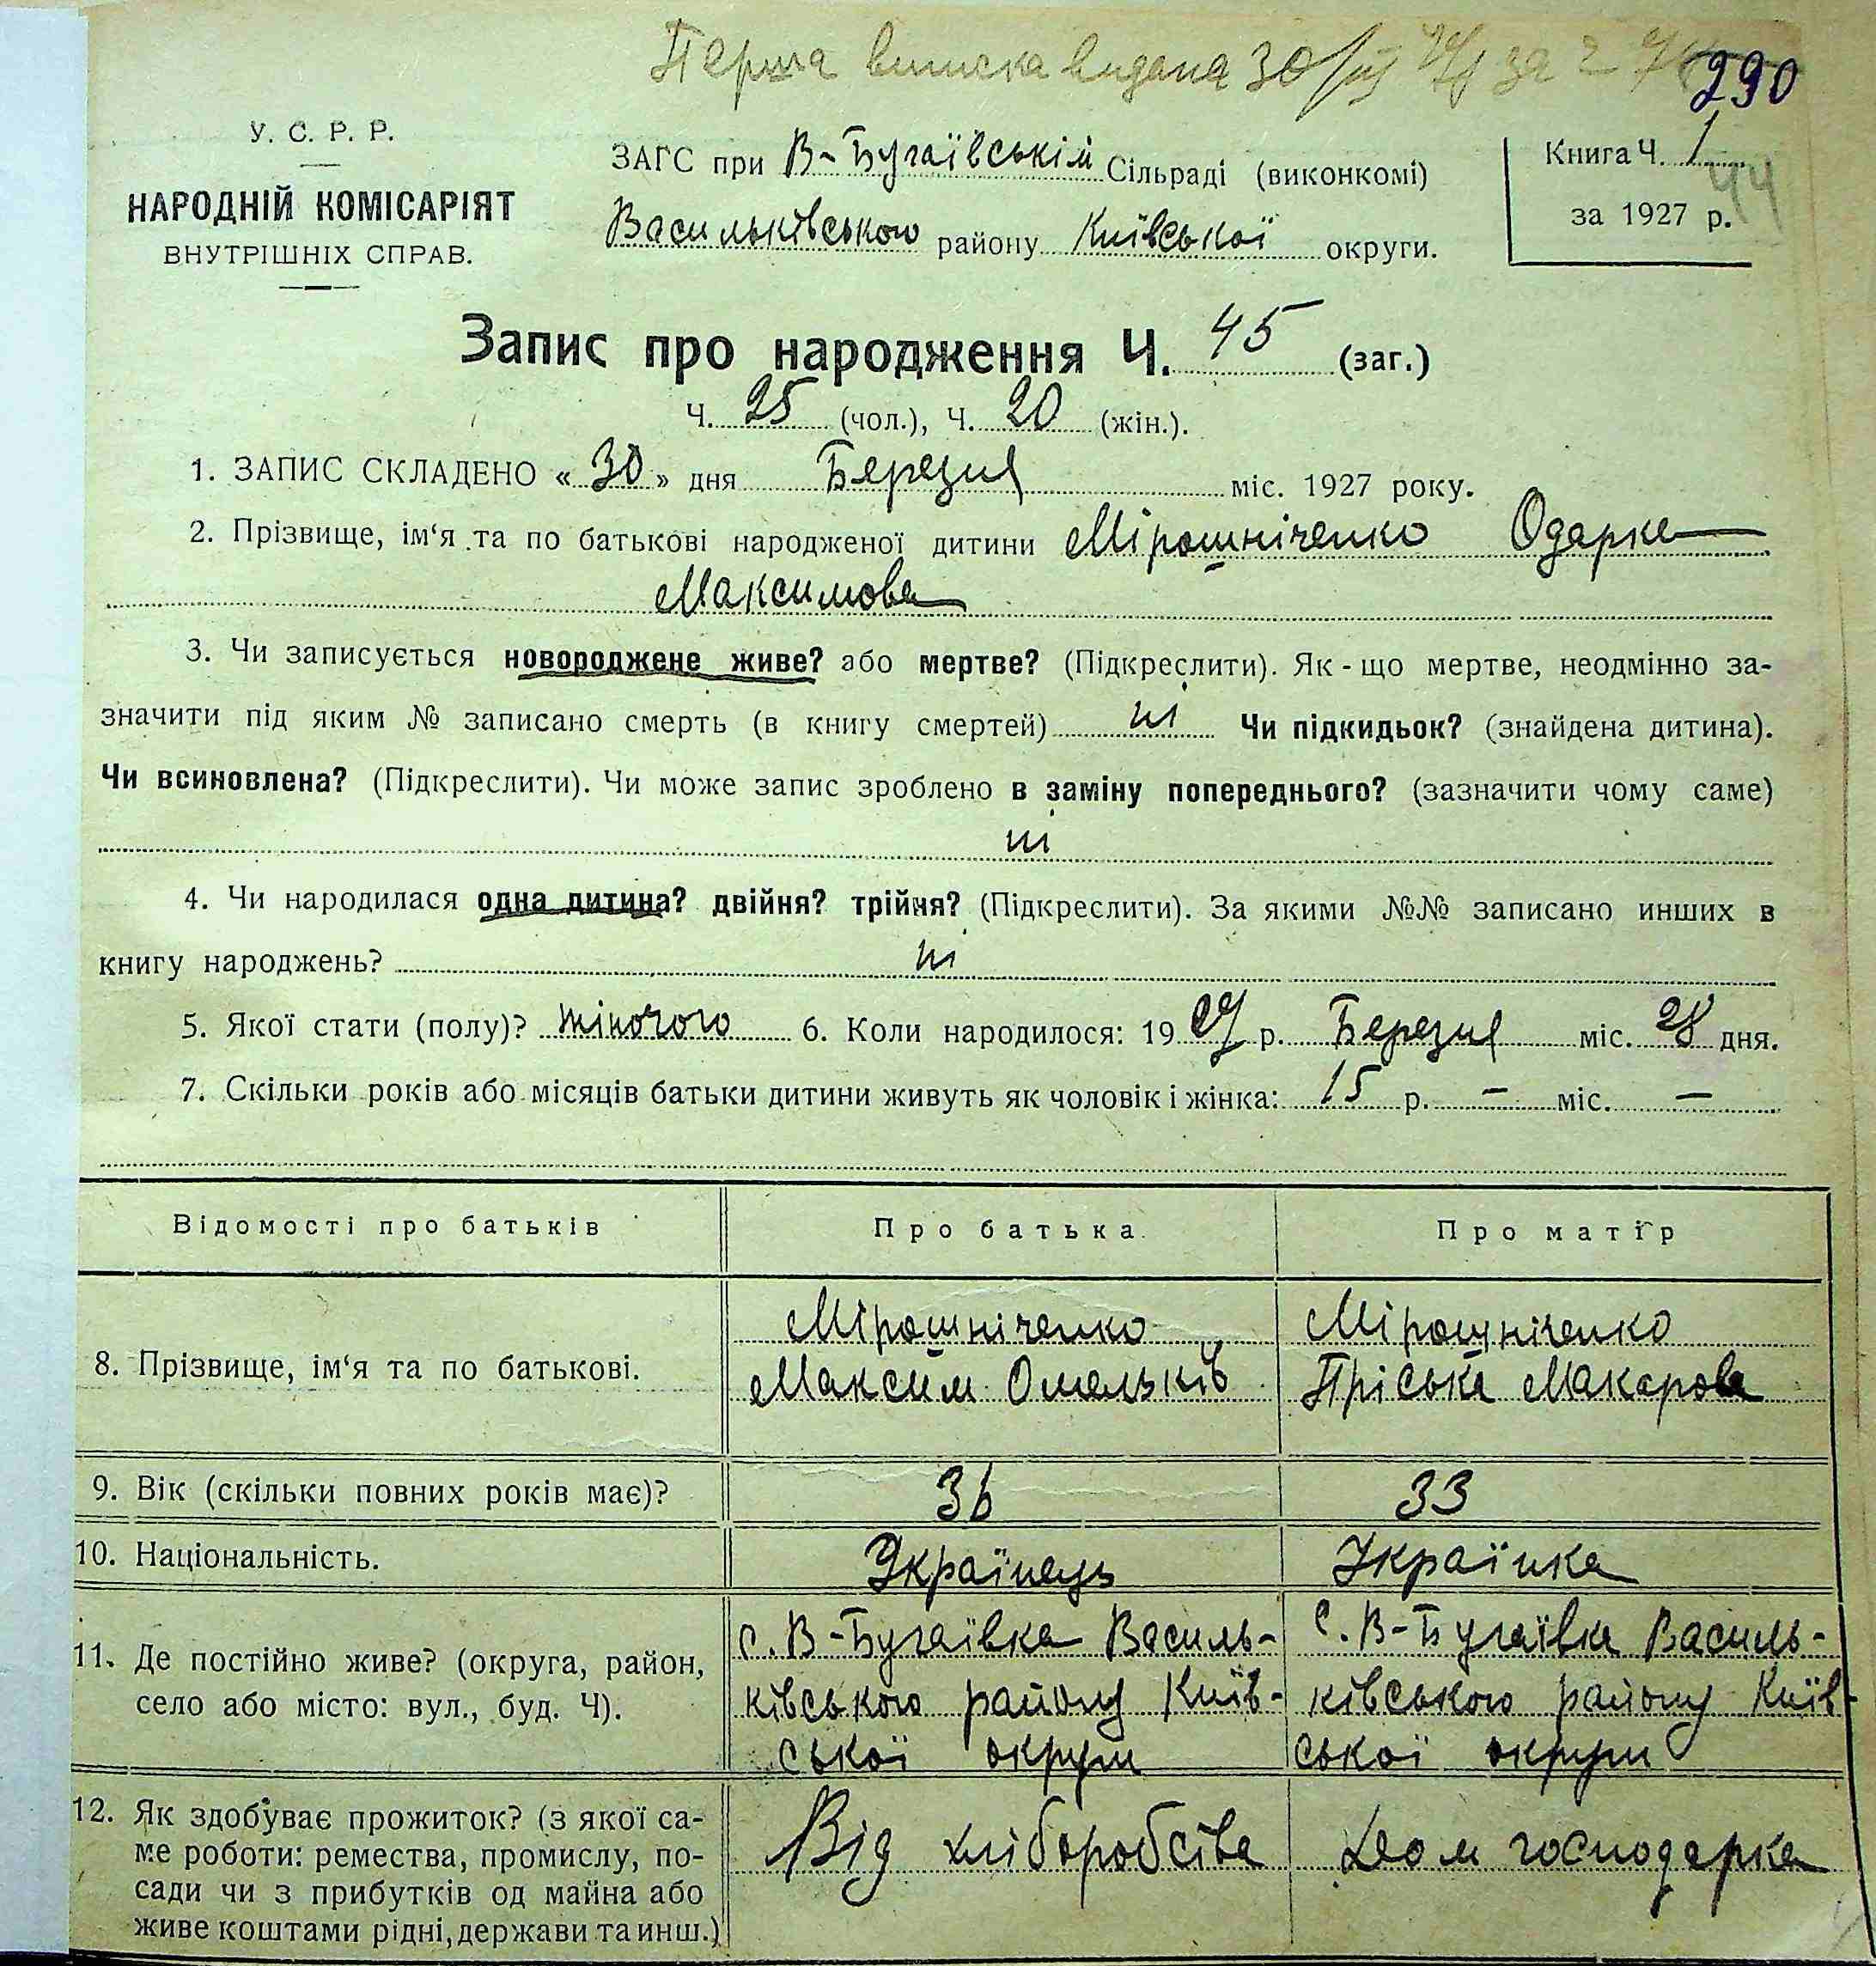 Перша виписка видана 30/III за
290
У. С. Р. Р.
НАРОДНІЙ КОМІСАРІЯТ
ВНУТРІШНІХ СПРАВ.
ЗАГС при В-Бугаївській Сільраді (виконкомі)
Васильківського району Київської округи.
Книга Ч. 1
44
за 1927 р.
Запис про народження Ч. 45 (заг.)
Ч. 25 (чол.), Ч. 20 (жін.).
1. ЗАПИС СКЛАДЕНО «30» дня Березня міс. 1927 року.
2. Прізвище, ім‘я та по батькові народженої дитини Мірошніченко Одарка
Максимова
3. Чи записується новороджене живе? або мертве? (Підкреслити). Як-що мертве, неодмінно за-
значити під яким № записано смерть (в книгу смертей) ні Чи підкидьок? (знайдена дитина).
Чи всиновлена? (Підкреслити). Чи може запис зроблено в заміну попереднього? (зазначити чому саме)
ні
4. Чи народилася одна дитина? двійня? трійня? (Підкреслити). За якими №№ записано инших в
книгу народжень? ні
5. Якої стати (полу)? жіночого 6. Коли народилося: 1927 р. Березня міс. 28 дня.
7. Скільки років або місяців батьки дитини живуть як чоловік і жінка: 15 р. – міс. –
Відомості про батьків Про батька Про матір
8. Прізвище, ім‘я та по батькові.
Мірошніченко
Максим Омельків
Мірошніченко
Пріська Макарова
9. Вік (скільки повних років має)? 36 33
10. Національність. Українець Українка
11. Де постійно живе? (округа, район,
село або місто: вул., буд. Ч).
с. В-Бугаївка Василь-
ківського району Київ-
ської округи
с. В-Бугаївка Василь-
ківського району Київ-
ської округи
12. Як здобуває прожиток? (з якої са-
ме роботи: ремества, промислу, по-
сади чи з прибутків од майна або
живе коштами рідні, держави та инш.)
Від хліборобства
Дом господарка